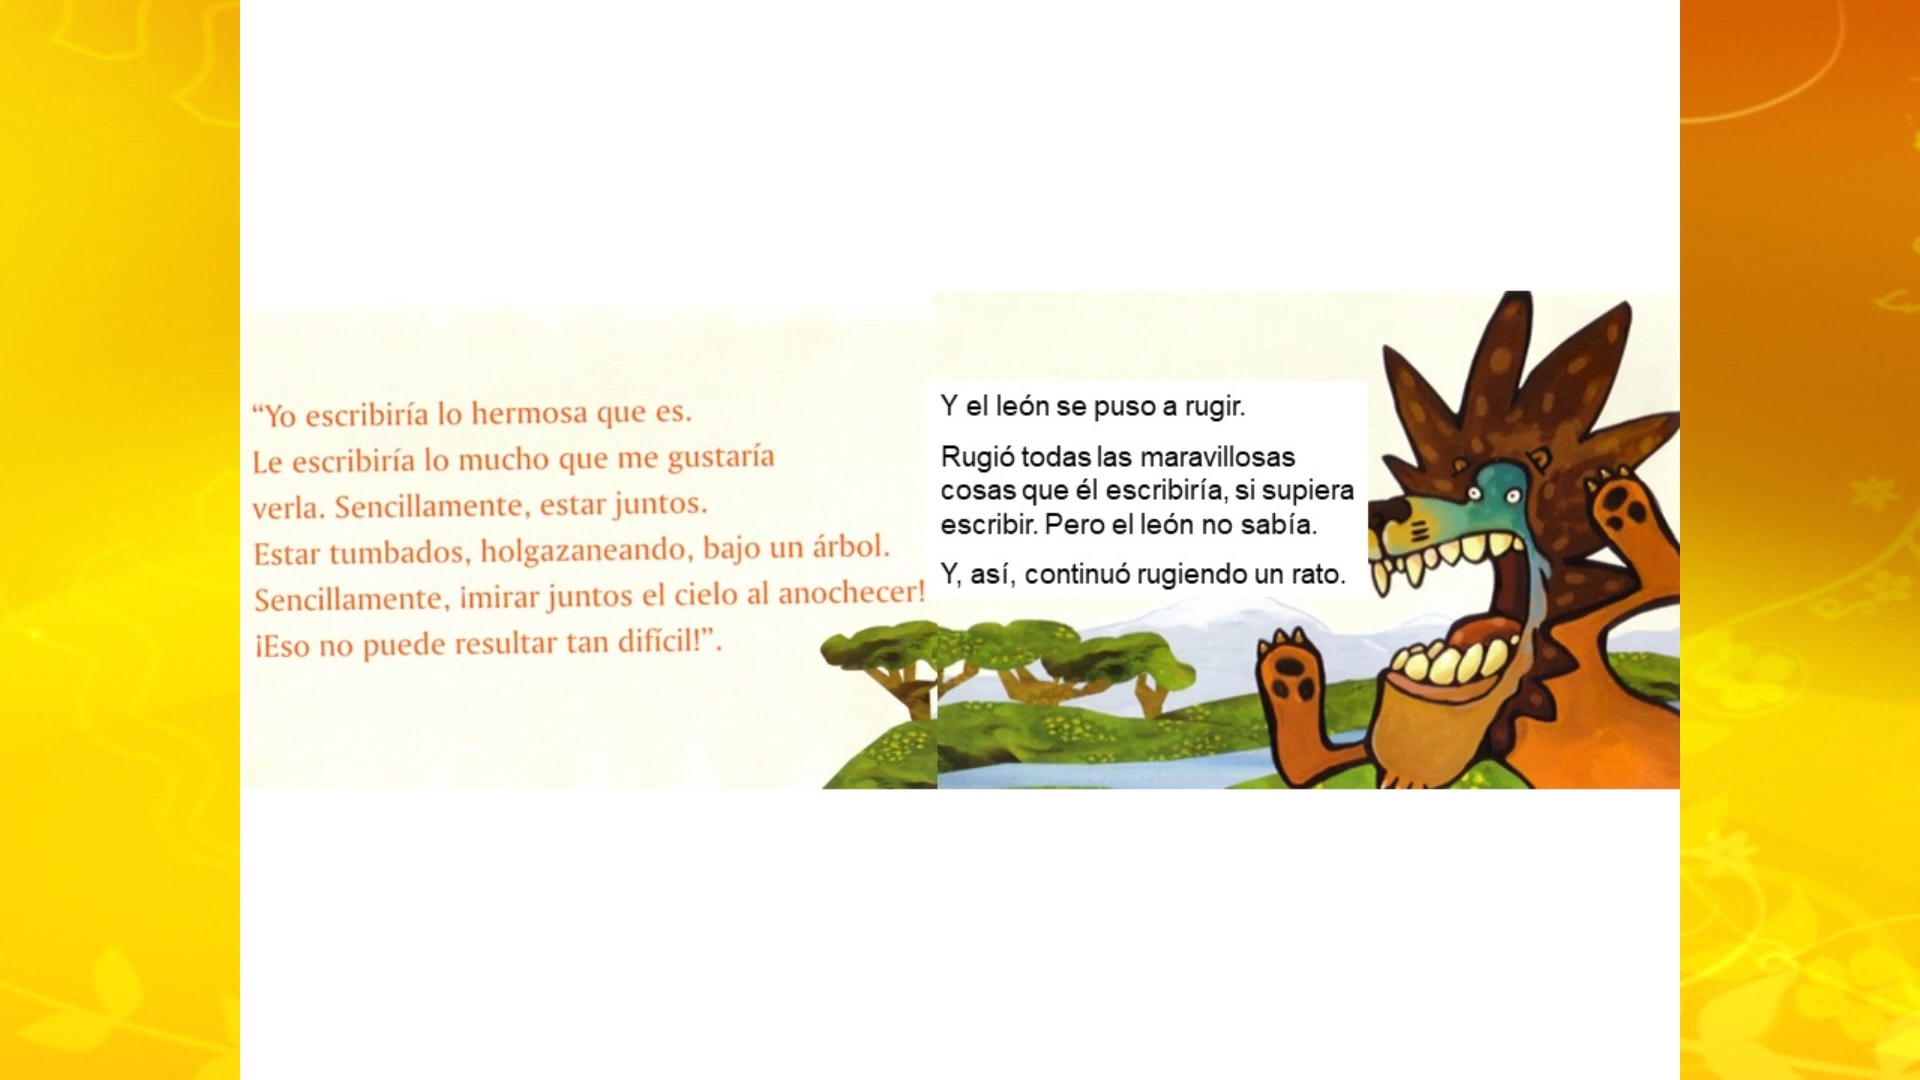 “Yo escribiría lo hermosa que es.
Le escribiría lo mucho que me gustaría
verla. Sencillamente, estar juntos.
Estar tumbados, holgazaneando, bajo un árbol.
Sencillamente, ¡mirar juntos el cielo al anochecer!
¡Eso no puede resultar tan difícil!”.
Y el león se puso a rugir.
Rugió todas las maravillosas
cosas que él escribiría, si supiera
escribir. Pero el león no sabía.
Y, así, continuó rugiendo un rato.